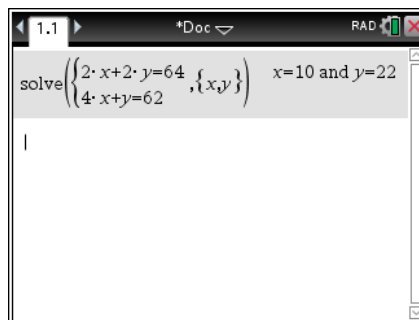 1.1 *Doc RAD
solve({2·x+2·y=64 ,{x,y}) x=10 and y=22
4·x+y=62